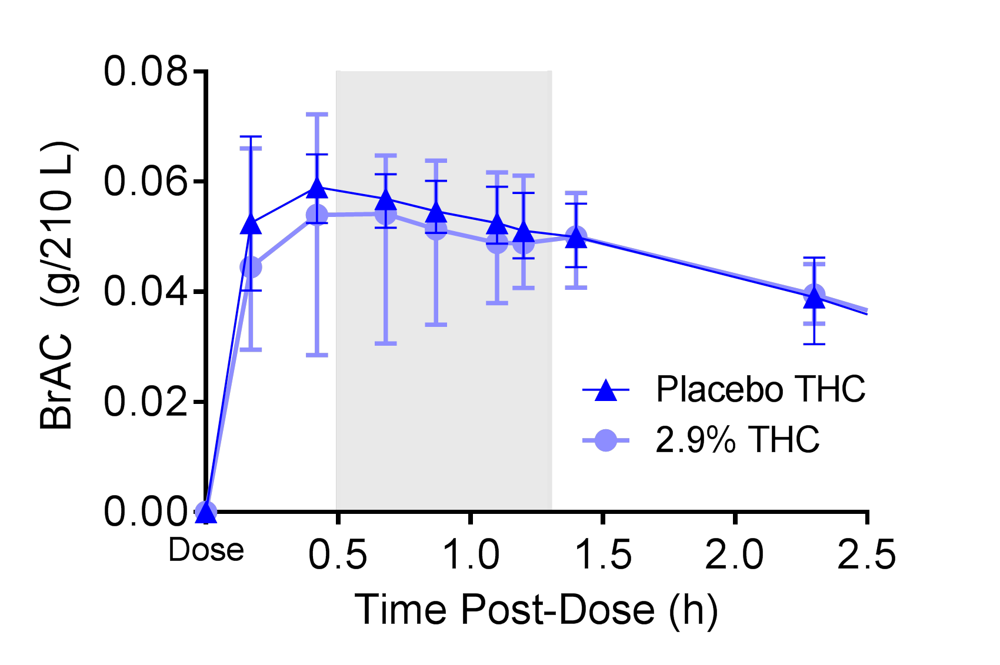 0.08
0.06
0.04
0.02
0.00
BrAC (g/210 L)
Placebo THC
2.9% THC
Dose 0.5 1.0 1.5 2.0 2.5
Time Post-Dose (h)